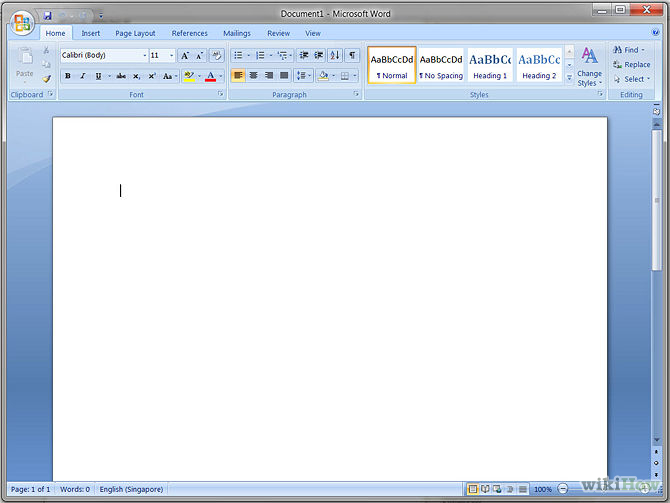 Document1 - Microsoft Word
Home Insert Page Layout References Mailings Review View
Paste
Calibri (Body) 11
B I U abc x₂ x² Aa ab A
AaBbCcDd AaBbCcDd AaBbCc AaBbCc
¶ Normal ¶ No Spacing Heading 1 Heading 2
Change
Styles
Find
Replace
Select
Clipboard Font Paragraph Styles Editing
Page: 1 of 1 Words: 0 English (Singapore) 100%
wikiHow